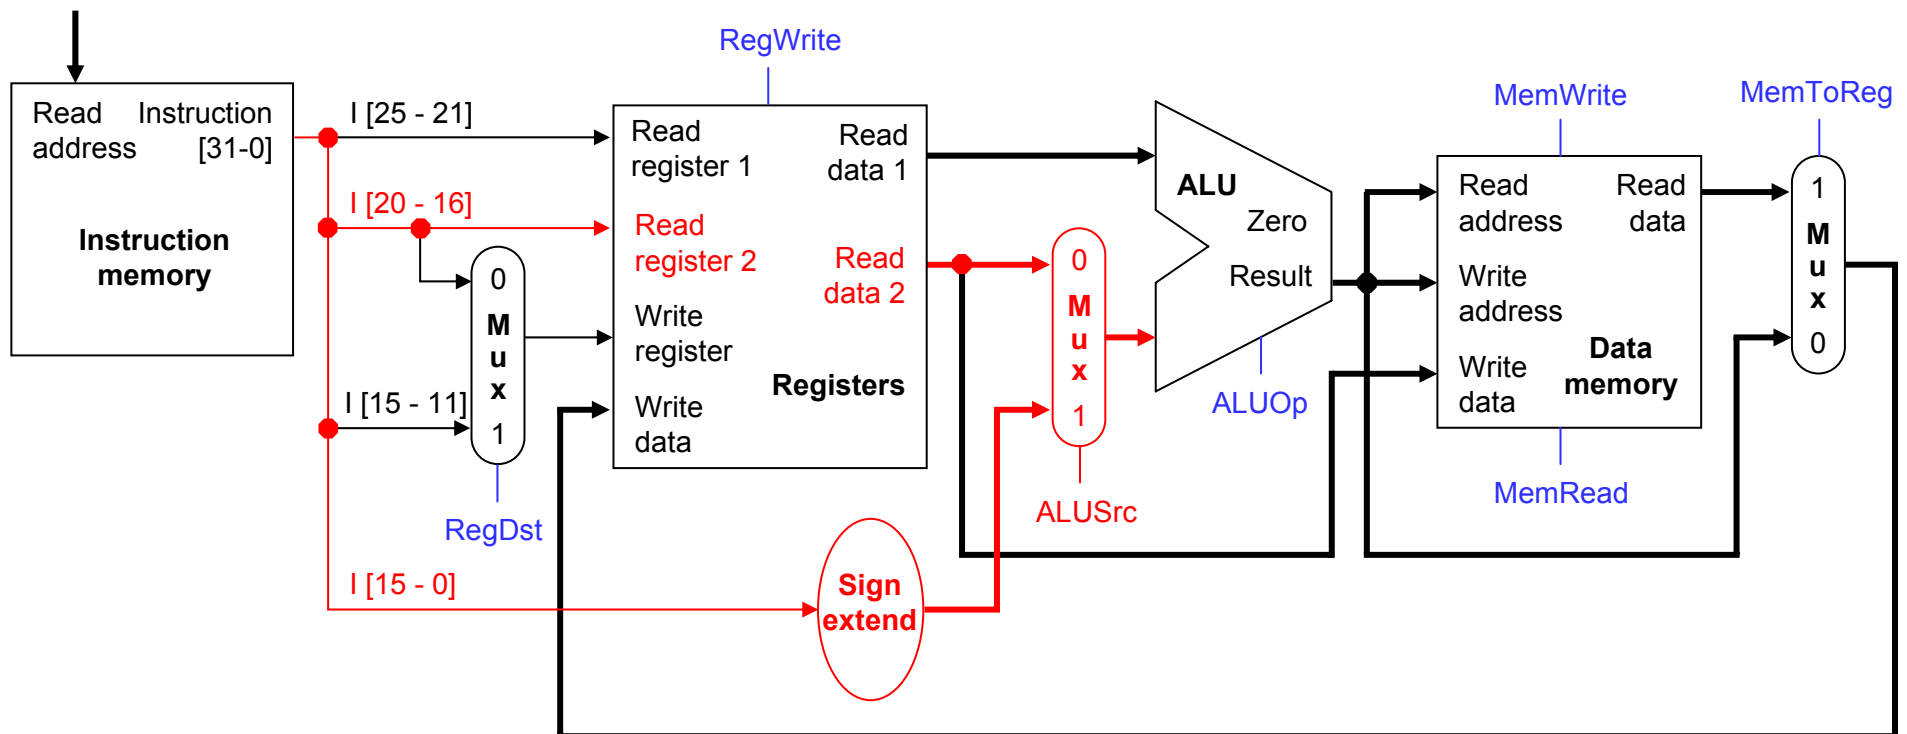 RegWrite
MemWrite
MemToReg
Read address
Instruction [31-0]
Instruction memory
I [25 - 21]
I [20 - 16]
I [15 - 11]
I [15 - 0]
0
Mux
1
RegDst
Read register 1
Read data 1
Read register 2
Read data 2
Write register
Registers
Write data
Sign extend
0
Mux
1
ALUSrc
ALU
Zero
Result
ALUOp
Read address
Read data
Write address
Data memory
Write data
MemRead
1
Mux
0